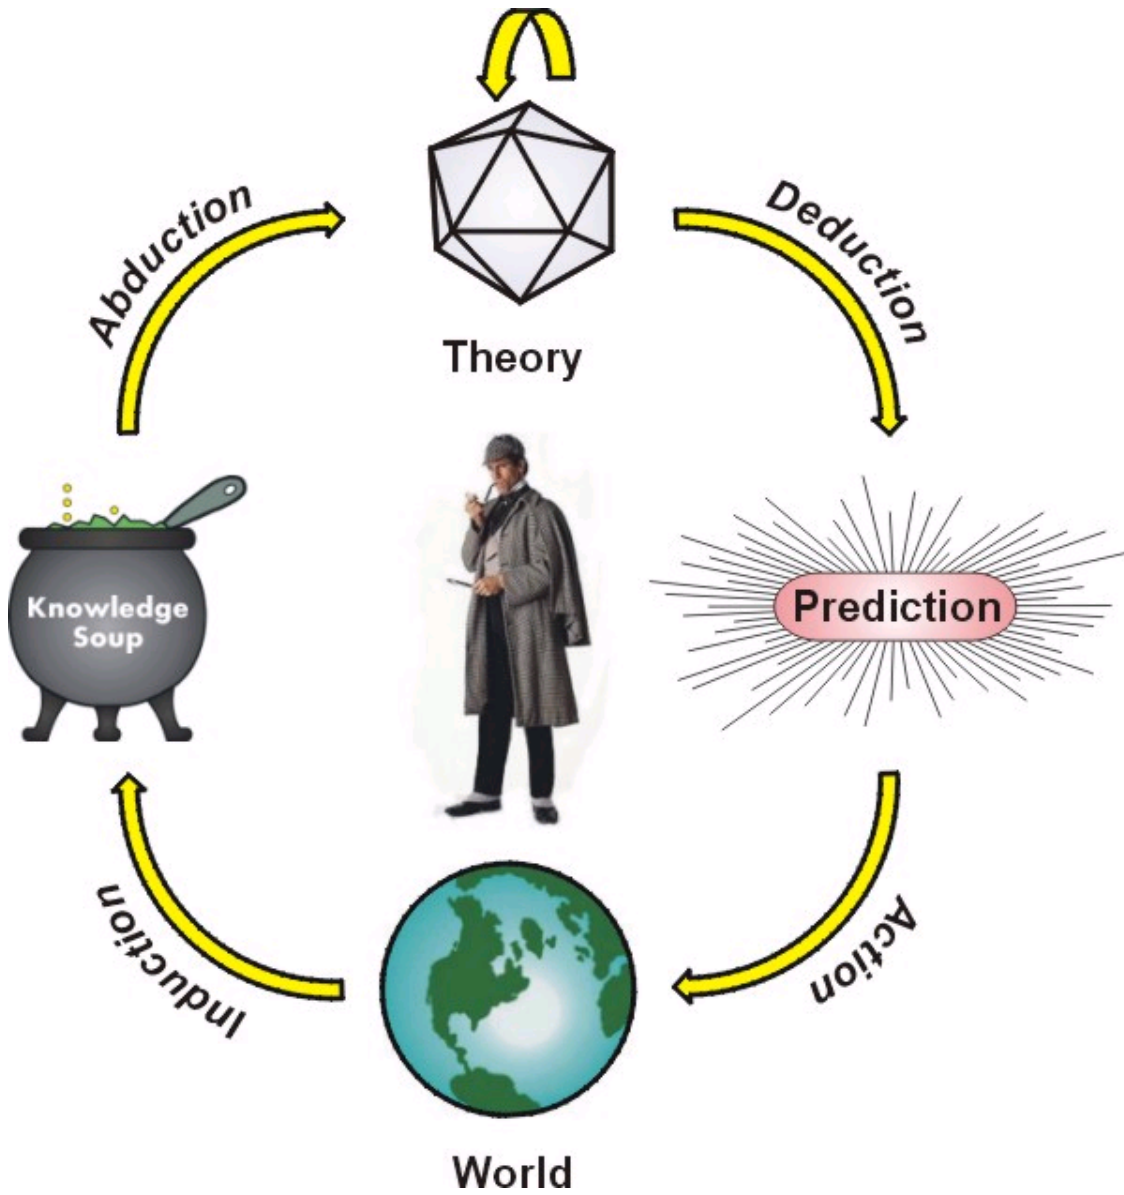 Abduction
Deduction
Theory
Knowledge
Soup
Prediction
Induction
Action
World